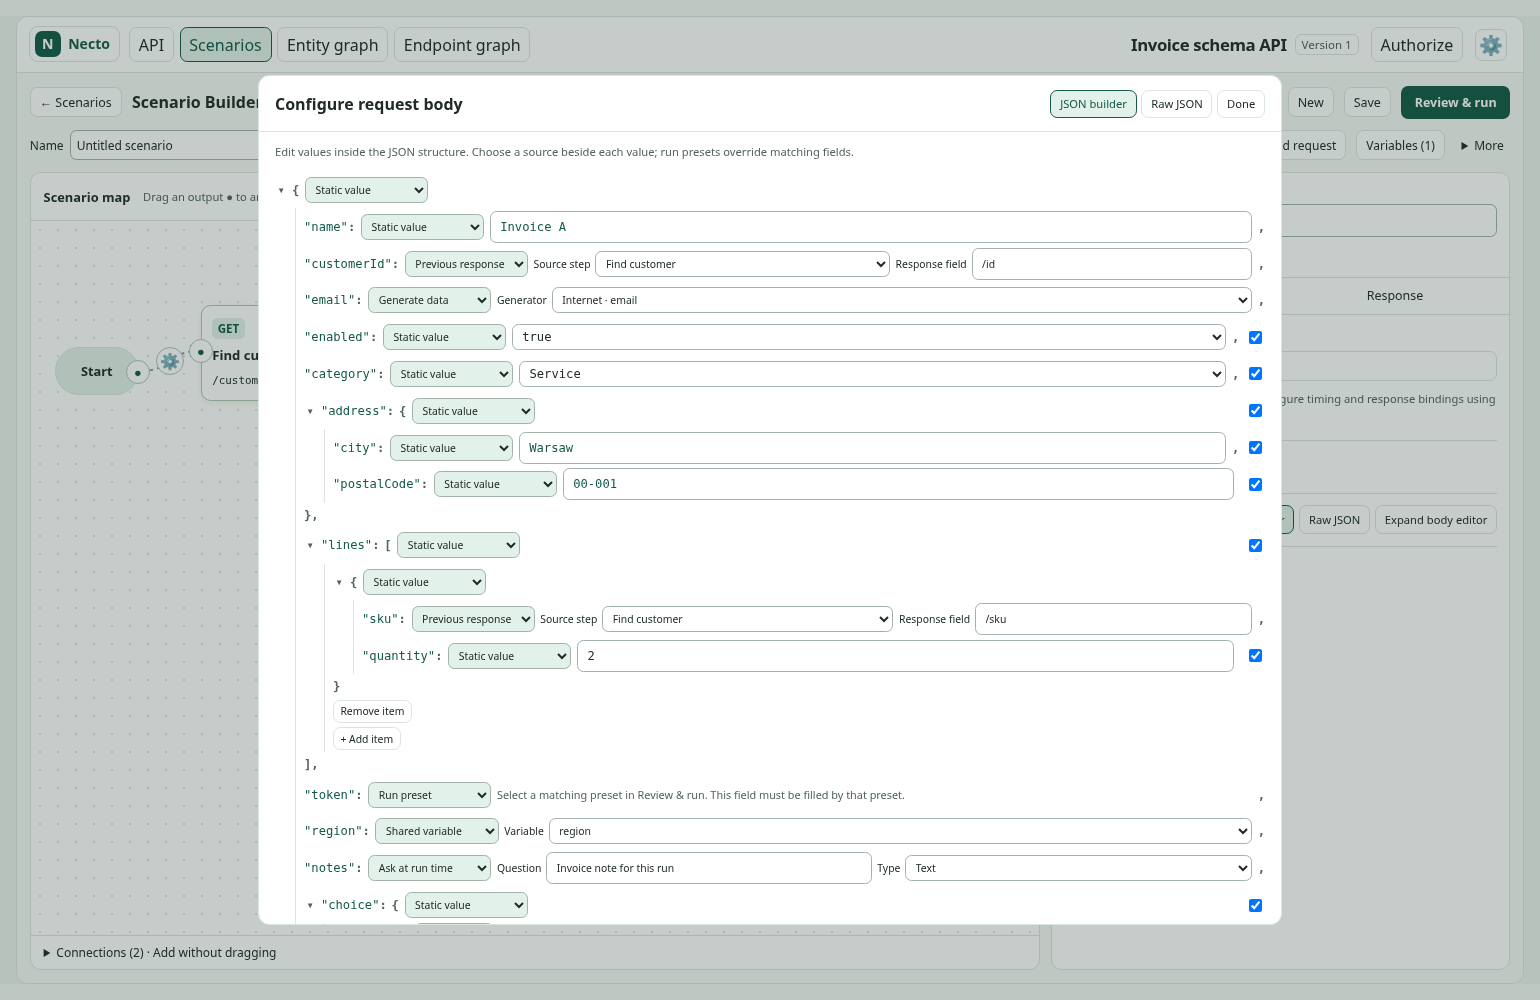 N Necto API Scenarios Entity graph Endpoint graph Invoice schema API Version 1 Authorize
← Scenarios Scenario Builder New Save Review & run
Name Untitled scenario d request Variables (1) ▶ More
Scenario map Drag an output ● to a
Configure request body JSON builder Raw JSON Done
Edit values inside the JSON structure. Choose a source beside each value; run presets override matching fields.
▾ { Static value
"name": Static value Invoice A ,
"customerId": Previous response Source step Find customer Response field /id ,
"email": Generate data Generator Internet · email ,
"enabled": Static value true ,
"category": Static value Service ,
▾ "address": { Static value
"city": Static value Warsaw ,
"postalCode": Static value 00-001
},
▾ "lines": [ Static value
▾ { Static value
"sku": Previous response Source step Find customer Response field /sku ,
"quantity": Static value 2
}
Remove item
+ Add item
],
"token": Run preset Select a matching preset in Review & run. This field must be filled by that preset. ,
"region": Shared variable Variable region ,
"notes": Ask at run time Question Invoice note for this run Type Text ,
▾ "choice": { Static value
Start
GET
Find cu
/custom
Response
gure timing and response bindings using
Raw JSON Expand body editor
▶ Connections (2) · Add without dragging